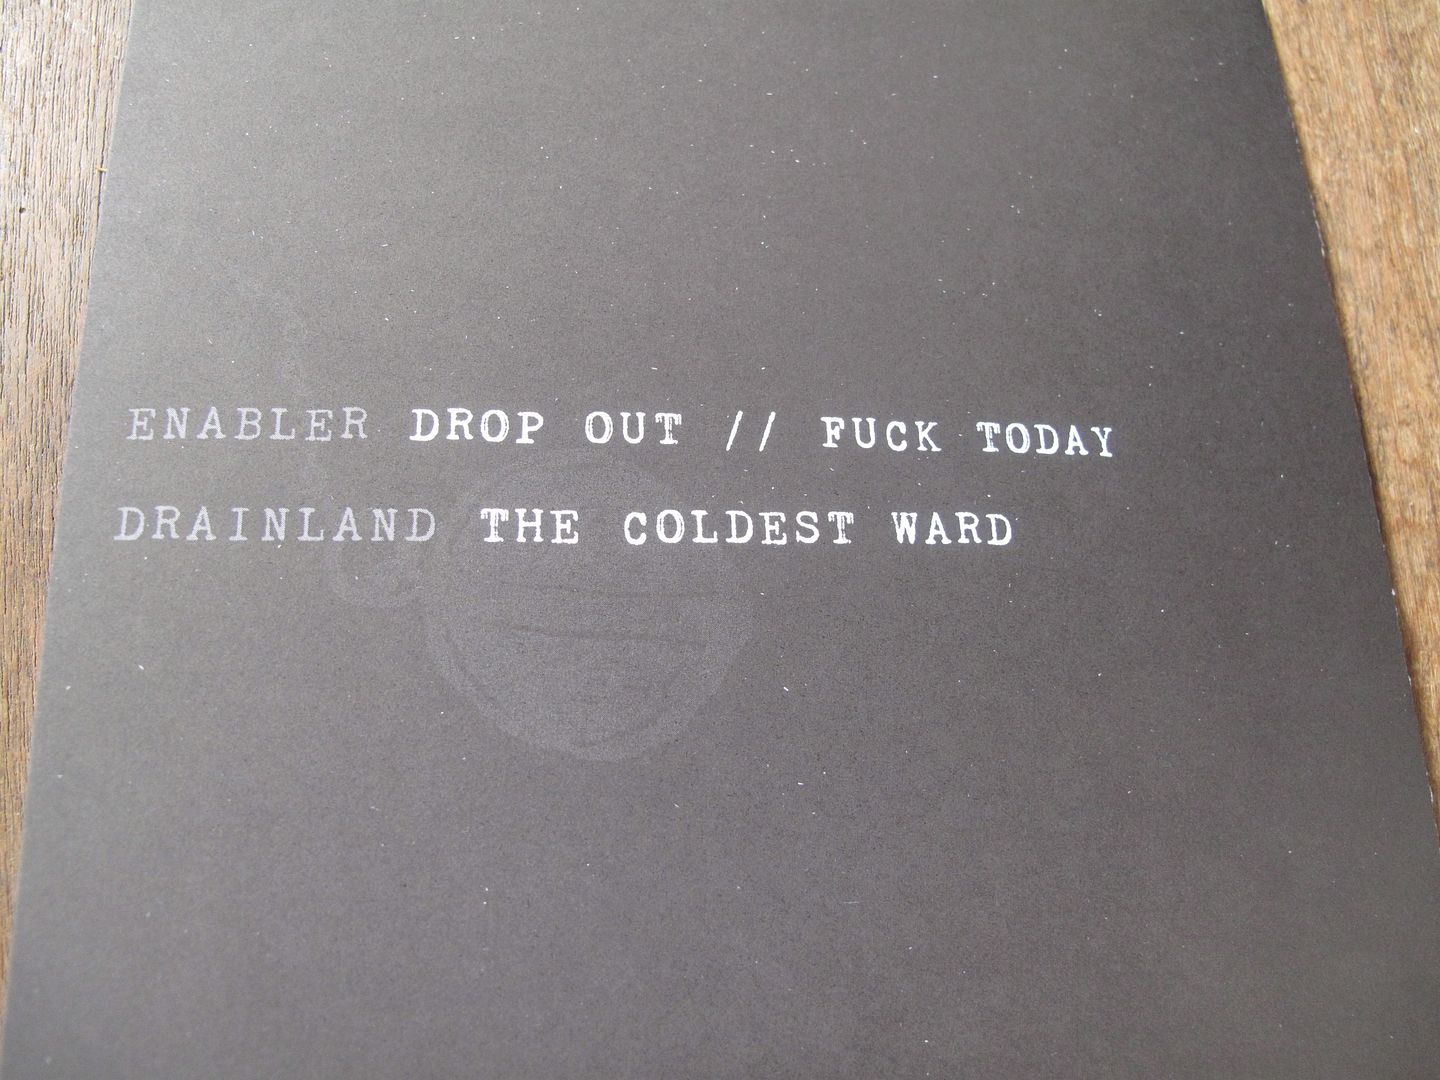 ENABLER DROP OUT // FUCK TODAY
DRAINLAND THE COLDEST WARD